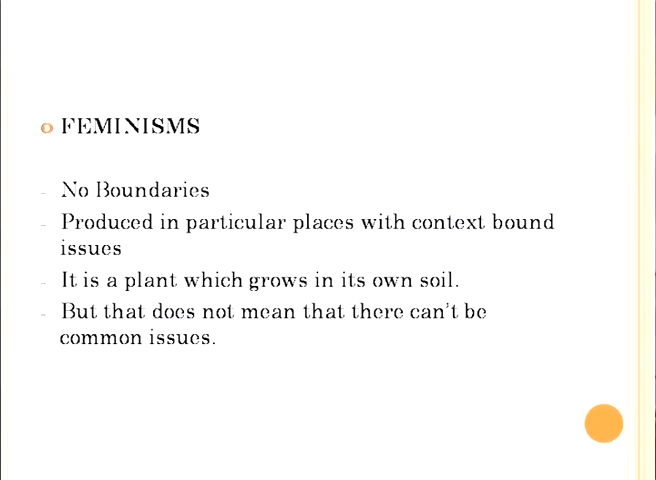 FEMINISMS
- No Boundaries
- Produced in particular places with context bound
issues
- It is a plant which grows in its own soil.
- But that does not mean that there can't be
common issues.